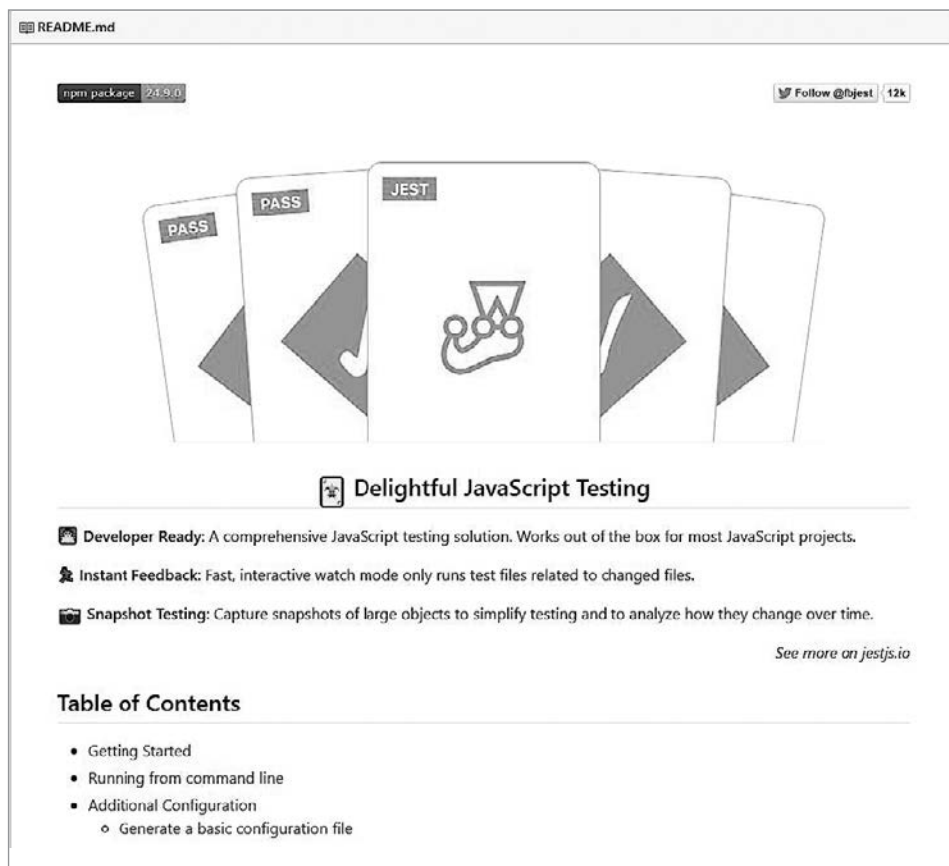 README.md
npm package 24.9.0
Follow @fbjest 12k
PASS
PASS
JEST
Delightful JavaScript Testing
Developer Ready: A comprehensive JavaScript testing solution. Works out of the box for most JavaScript projects.
Instant Feedback: Fast, interactive watch mode only runs test files related to changed files.
Snapshot Testing: Capture snapshots of large objects to simplify testing and to analyze how they change over time.
See more on jestjs.io
Table of Contents
• Getting Started
• Running from command line
• Additional Configuration
○ Generate a basic configuration file